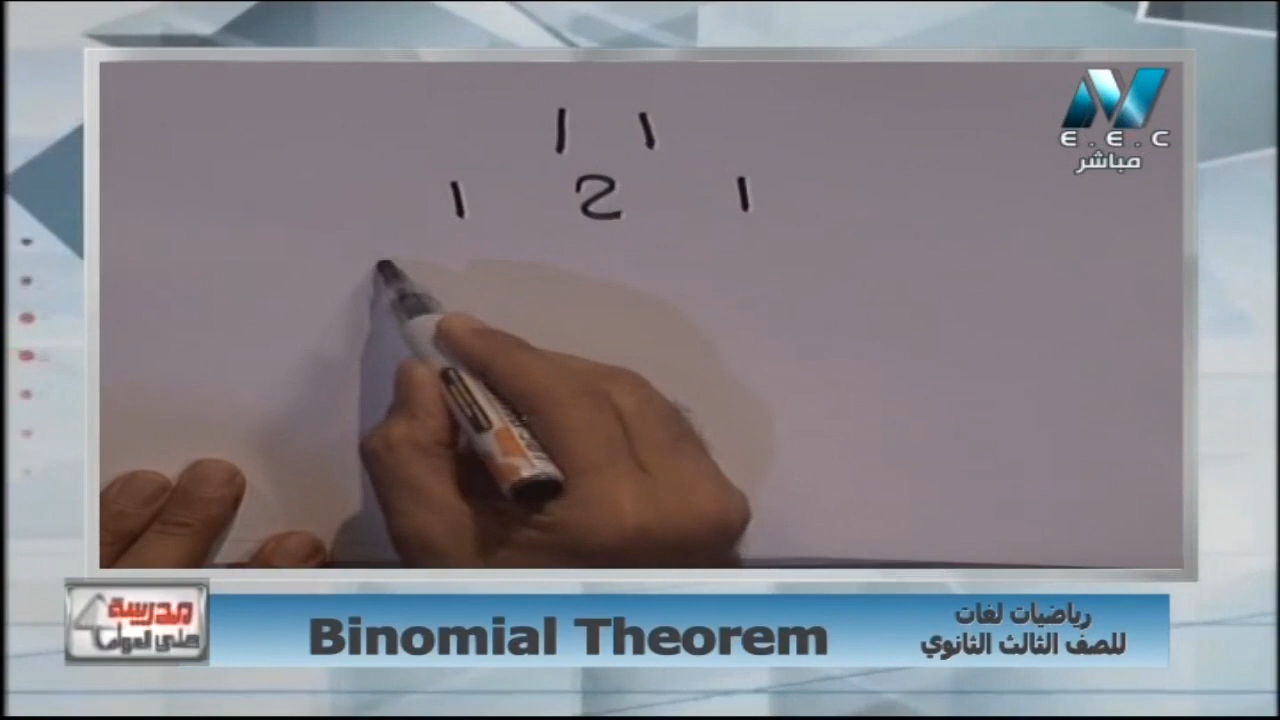 1 1
1 2 1
E.E.C
مباشر
مدرسة
على الهواء
Binomial Theorem
رياضيات لغات
للصف الثالث الثانوي